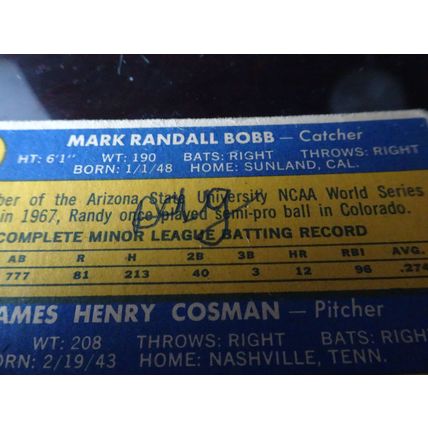 MARK RANDALL BOBB — Catcher
HT: 6'1" WT: 190 BATS: RIGHT THROWS: RIGHT
BORN: 1/1/48 HOME: SUNLAND, CAL.
ber of the Arizona State University NCAA World Series
in 1967, Randy once played semi-pro ball in Colorado.
COMPLETE MINOR LEAGUE BATTING RECORD
AB R H 2B 3B HR RBI AVG.
777 81 213 40 3 12 96 .274
AMES HENRY COSMAN — Pitcher
WT: 208 THROWS: RIGHT BATS: RIGHT
ORN: 2/19/43 HOME: NASHVILLE, TENN.